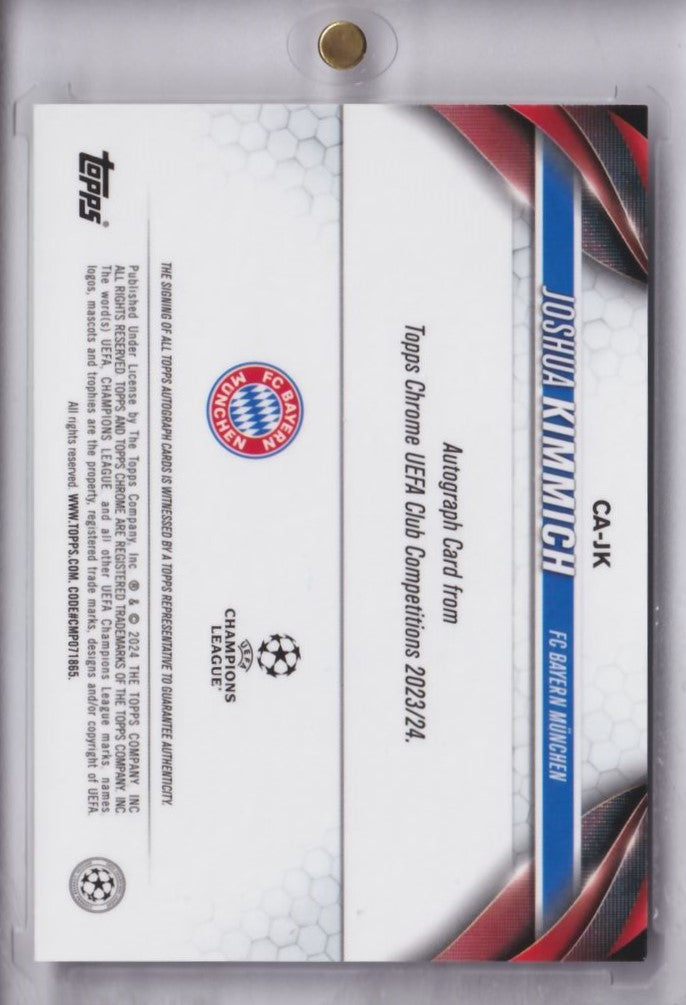 CA-JK
JOSHUA KIMMICH FC BAYERN MÜNCHEN
Autograph Card from
Topps Chrome UEFA Club Competitions 2023/24.
FC BAYERN
MÜNCHEN
UEFA
CHAMPIONS
LEAGUE®
THE SIGNING OF ALL TOPPS AUTOGRAPH CARDS IS WITNESSED BY A TOPPS REPRESENTATIVE TO GUARANTEE AUTHENTICITY.
topps®
Published Under License by The Topps Company, Inc ® & © 2024 THE TOPPS COMPANY, INC
ALL RIGHTS RESERVED TOPPS AND TOPPS CHROME ARE REGISTERED TRADEMARKS OF THE TOPPS COMPANY. INC
The word(s) UEFA, CHAMPIONS LEAGUE and all other UEFA Champions League marks names
logos, mascots and trophies are the property, registered trade marks, designs and/or copyright of UEFA
All rights reserved. WWW.TOPPS.COM. CODE#CMP071865.